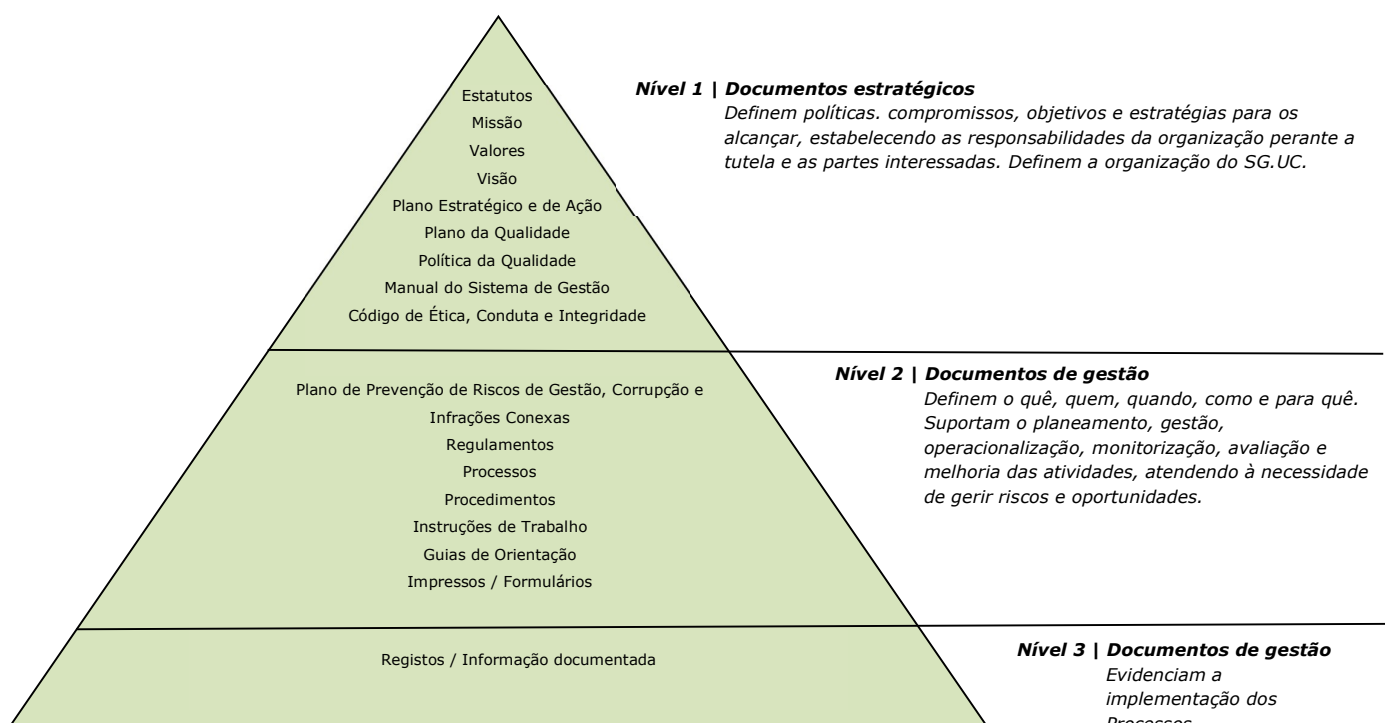 Estatutos
Missão
Valores
Visão
Plano Estratégico e de Ação
Plano da Qualidade
Política da Qualidade
Manual do Sistema de Gestão
Código de Ética, Conduta e Integridade
Nível 1 | Documentos estratégicos
Definem políticas. compromissos, objetivos e estratégias para os
alcançar, estabelecendo as responsabilidades da organização perante a
tutela e as partes interessadas. Definem a organização do SG.UC.
Plano de Prevenção de Riscos de Gestão, Corrupção e
Infrações Conexas
Regulamentos
Processos
Procedimentos
Instruções de Trabalho
Guias de Orientação
Impressos / Formulários
Nível 2 | Documentos de gestão
Definem o quê, quem, quando, como e para quê.
Suportam o planeamento, gestão,
operacionalização, monitorização, avaliação e
melhoria das atividades, atendendo à necessidade
de gerir riscos e oportunidades.
Registos / Informação documentada
Nível 3 | Documentos de gestão
Evidenciam a
implementação dos
Processos